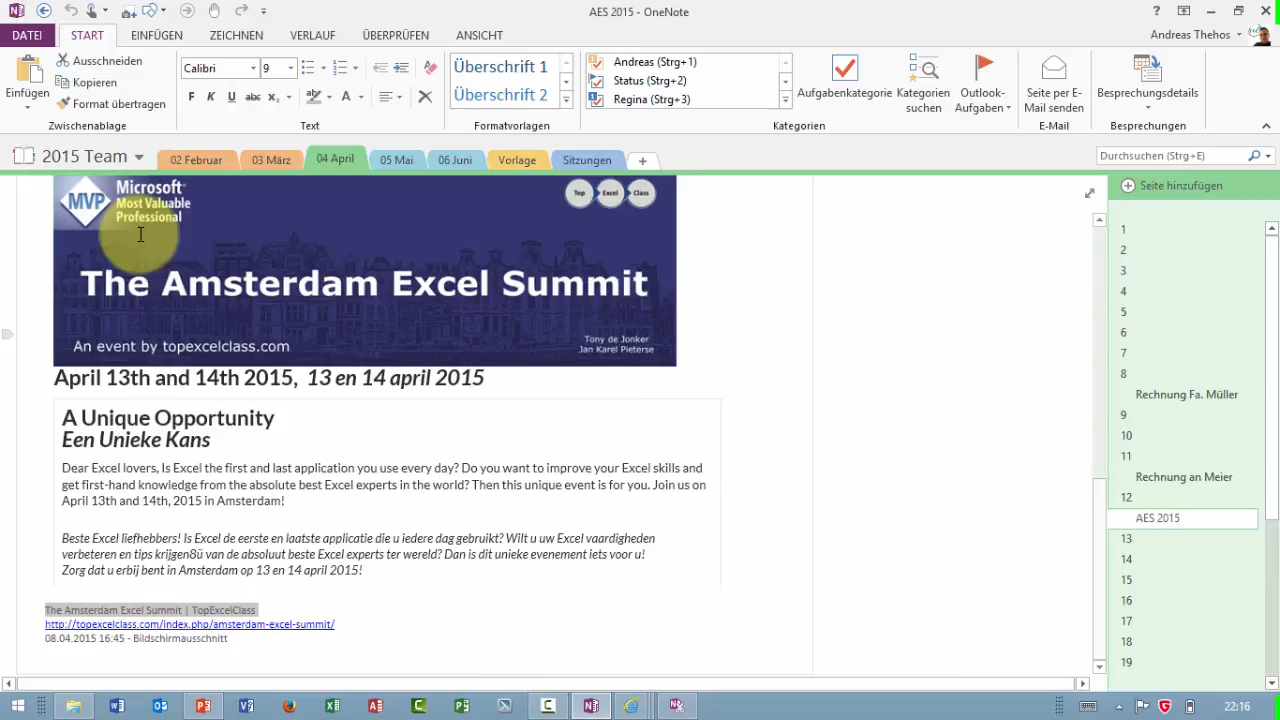 AES 2015 - OneNote
DATEI START EINFÜGEN ZEICHNEN VERLAUF ÜBERPRÜFEN ANSICHT
Andreas Thehos
Einfügen
Ausschneiden
Kopieren
Format übertragen
Zwischenablage
Calibri 9
F K U abc x₂ A
Text
Überschrift 1
Überschrift 2
Formatvorlagen
Andreas (Strg+1)
Status (Strg+2)
Regina (Strg+3)
Aufgabenkategorie
Kategorien
suchen
Outlook-
Aufgaben
Kategorien
Seite per E-
Mail senden
E-Mail
Besprechungsdetails
Besprechungen
2015 Team
02 Februar 03 März 04 April 05 Mai 06 Juni Vorlage Sitzungen
Durchsuchen (Strg+E)
MVP
Microsoft®
Most Valuable
Professional
Top Excel Class
The Amsterdam Excel Summit
An event by topexcelclass.com
Tony de Jonker
Jan Karel Pieterse
April 13th and 14th 2015, 13 en 14 april 2015
A Unique Opportunity
Een Unieke Kans
Dear Excel lovers, Is Excel the first and last application you use every day? Do you want to improve your Excel skills and
get first-hand knowledge from the absolute best Excel experts in the world? Then this unique event is for you. Join us on
April 13th and 14th, 2015 in Amsterdam!
Beste Excel liefhebbers! Is Excel de eerste en laatste applicatie die u iedere dag gebruikt? Wilt u uw Excel vaardigheden
verbeteren en tips krijgen8ü van de absoluut beste Excel experts ter wereld? Dan is dit unieke evenement iets voor u!
Zorg dat u erbij bent in Amsterdam op 13 en 14 april 2015!
The Amsterdam Excel Summit | TopExcelClass
http://topexcelclass.com/index.php/amsterdam-excel-summit/
08.04.2015 16:45 - Bildschirmausschnitt
Seite hinzufügen
1
2
3
4
5
6
7
8
Rechnung Fa. Müller
9
10
11
Rechnung an Meier
12
AES 2015
13
14
15
16
17
18
19
22:16